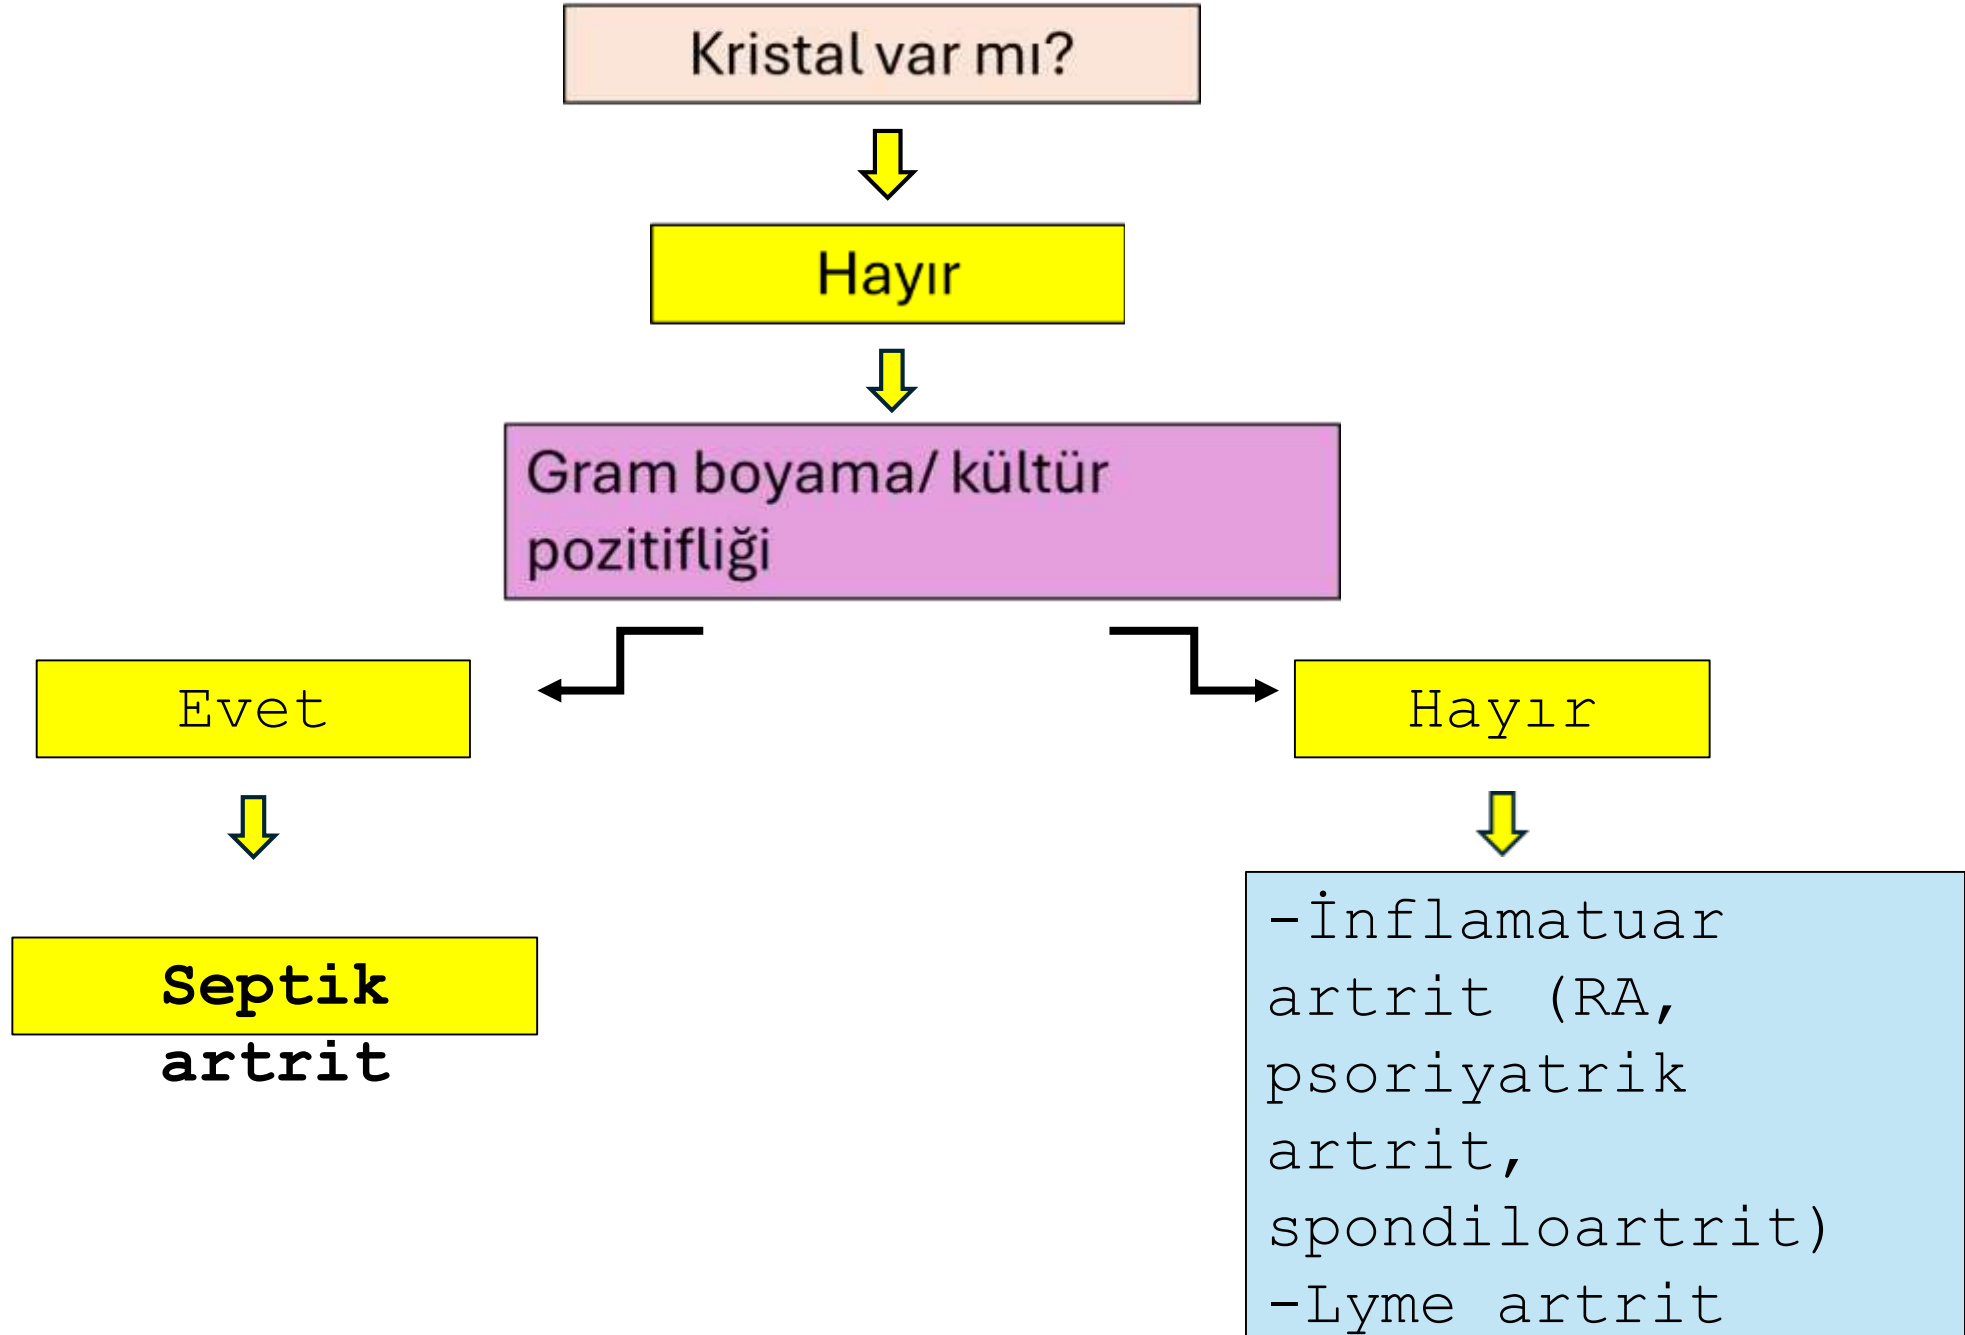 Kristal var mı?
Hayır
Gram boyama/ kültür
pozitifliği
Evet
Hayır
Septik
artrit
-İnflamatuar
artrit (RA,
psoriyatrik
artrit,
spondiloartrit)
-Lyme artrit